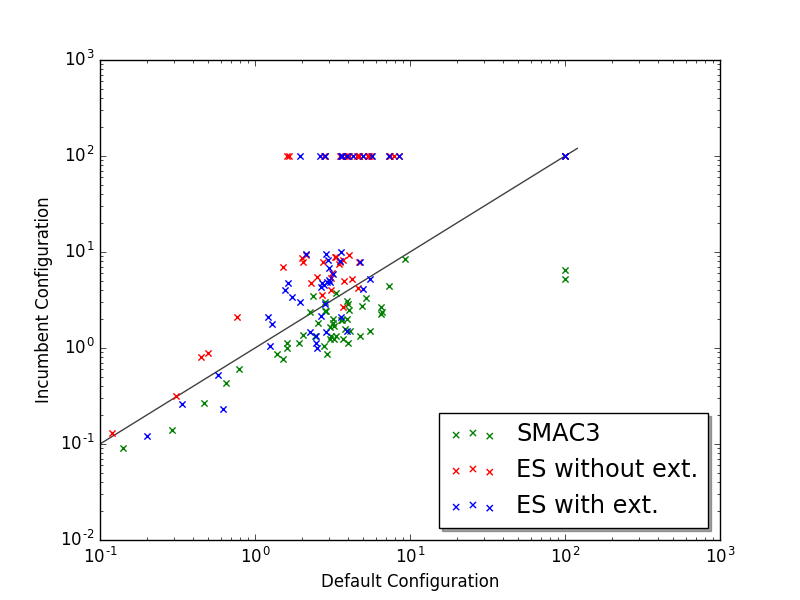 10^3
10^2
10^1
10^0
10^-1
10^-2
Incumbent Configuration
SMAC3
ES without ext.
ES with ext.
10^-1 10^0 10^1 10^2 10^3
Default Configuration